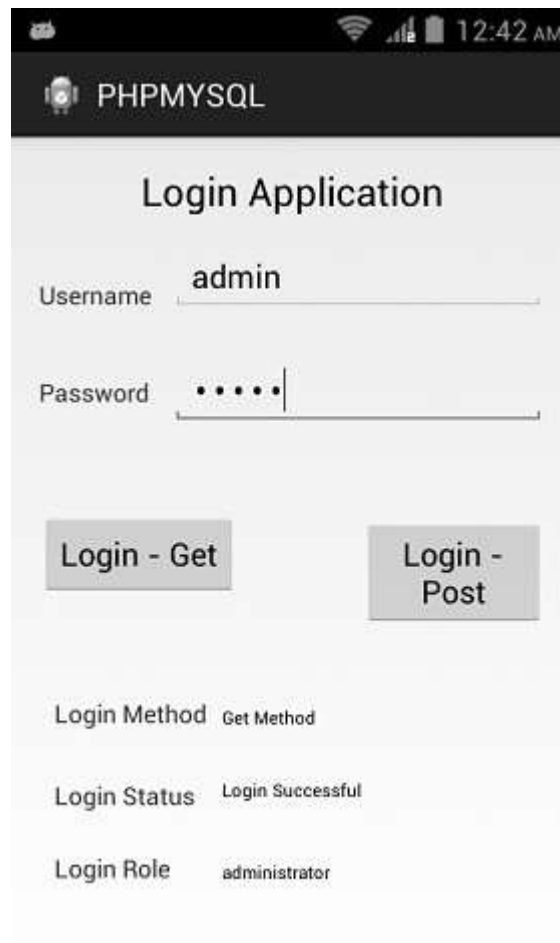 12:42 AM
PHPMYSQL
Login Application
Username admin
Password •••••
Login - Get
Login -
Post
Login Method Get Method
Login Status Login Successful
Login Role administrator